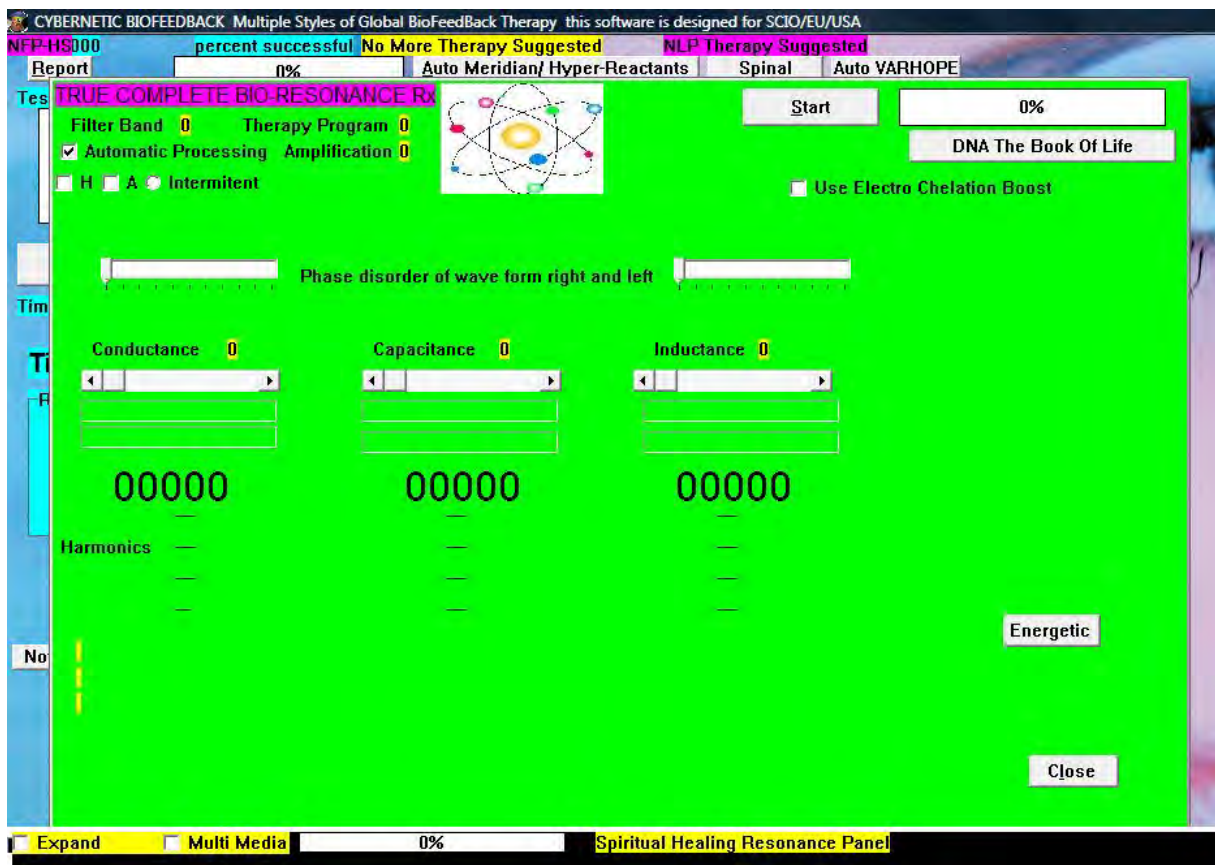 CYBERNETIC BIOFEEDBACK Multiple Styles of Global BioFeedBack Therapy this software is designed for SCIO/EU/USA
NFP-HS000 percent successful No More Therapy Suggested NLP Therapy Suggested
Report 0% Auto Meridian/ Hyper-Reactants Spinal Auto VARHOPE
Tes TRUE COMPLETE BIO-RESONANCE Rx Start 0%
Filter Band 0 Therapy Program 0
DNA The Book Of Life
Automatic Processing Amplification 0
H A Intermitent
Use Electro Chelation Boost
Phase disorder of wave form right and left
Tim
Conductance 0 Capacitance 0 Inductance 0
Ti
R
00000 00000 00000
Harmonics
Energetic
No
Close
Expand Multi Media 0% Spiritual Healing Resonance Panel